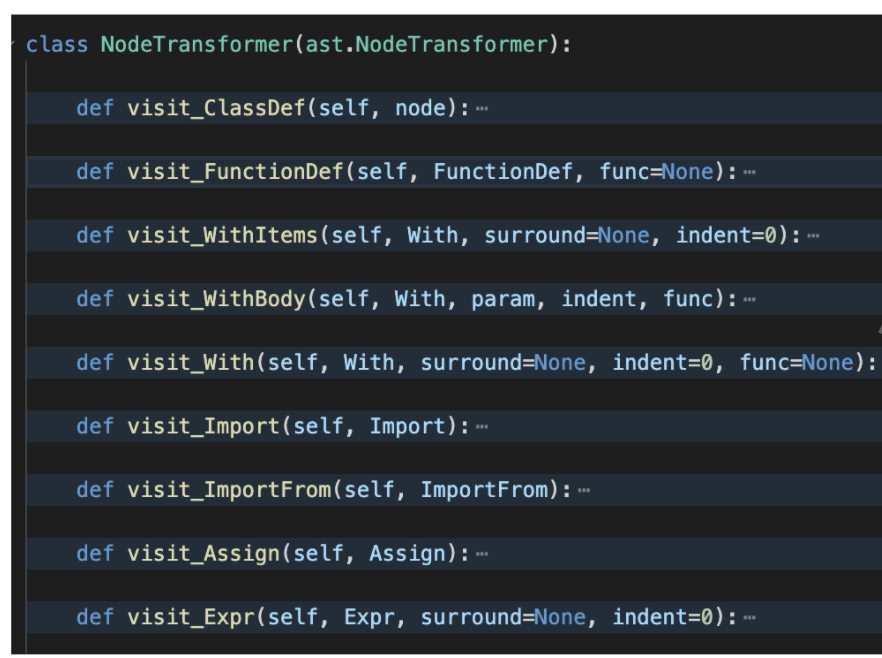 class NodeTransformer(ast.NodeTransformer):
def visit_ClassDef(self, node):⋯
def visit_FunctionDef(self, FunctionDef, func=None):⋯
def visit_WithItems(self, With, surround=None, indent=0):⋯
def visit_WithBody(self, With, param, indent, func):⋯
def visit_With(self, With, surround=None, indent=0, func=None):
def visit_Import(self, Import):⋯
def visit_ImportFrom(self, ImportFrom):⋯
def visit_Assign(self, Assign):⋯
def visit_Expr(self, Expr, surround=None, indent=0):⋯